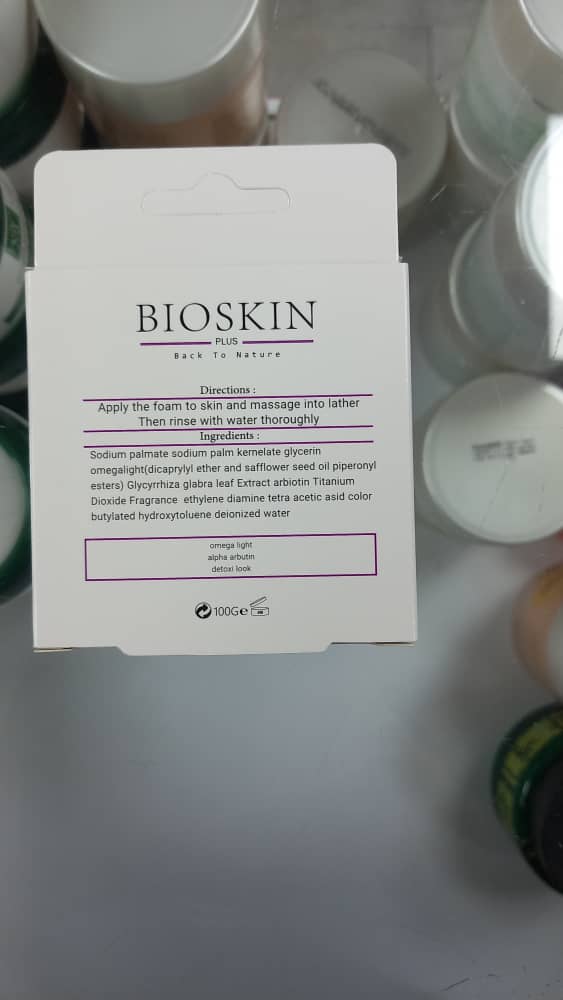 BIOSKIN
PLUS
Back To Nature
Directions :
Apply the foam to skin and massage into lather
Then rinse with water thoroughly
Ingredients :
Sodium palmate sodium palm kernelate glycerin
omegalight(dicaprylyl ether and safflower seed oil piperonyl
esters) Glycyrrhiza glabra leaf Extract arbiotin Titanium
Dioxide Fragrance ethylene diamine tetra acetic asid color
butylated hydroxytoluene deionized water
omega light
alpha arbutin
detoxi look
100Ge